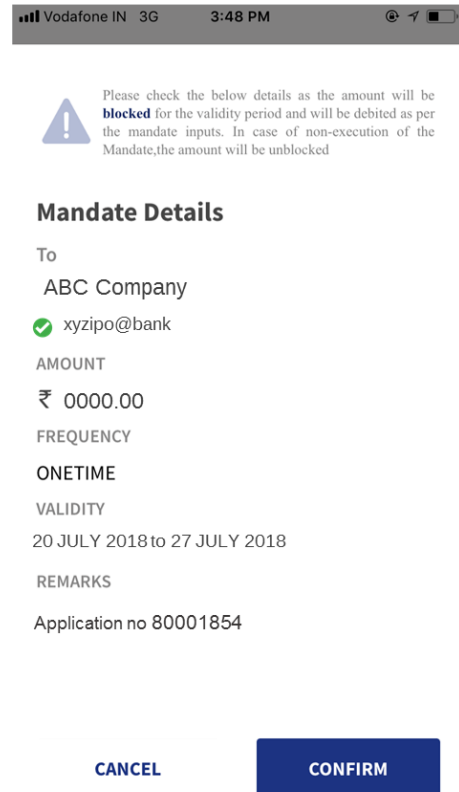 Vodafone IN 3G 3:48 PM
Please check the below details as the amount will be
blocked for the validity period and will be debited as per
the mandate inputs. In case of non-execution of the
Mandate,the amount will be unblocked
Mandate Details
To
ABC Company
xyzipo@bank
AMOUNT
₹ 0000.00
FREQUENCY
ONETIME
VALIDITY
20 JULY 2018 to 27 JULY 2018
REMARKS
Application no 80001854
CANCEL CONFIRM